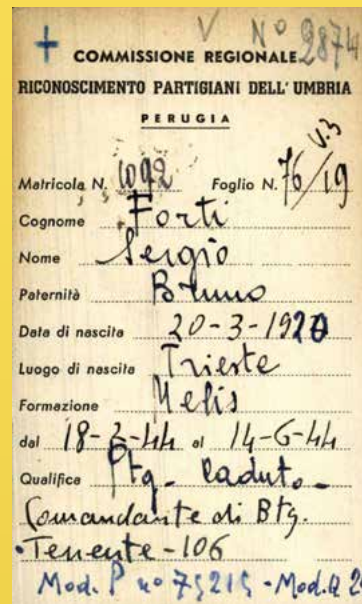 V Nº 2874
COMMISSIONE REGIONALE
RICONOSCIMENTO PARTIGIANI DELL'UMBRIA
PERUGIA
Matricola N. 1092 Foglio N. 76/19 V.3
Cognome Forti
Nome Sergio
Paternità Bruno
Data di nascita 20-3-1920
Luogo di nascita Trieste
Formazione Melis
dal 18-2-44 al 14-6-44
Qualifica Ptg. Caduto -
Comandante di Btg.
Tenente - 106
Mod. P nº 75215 - Mod. Q